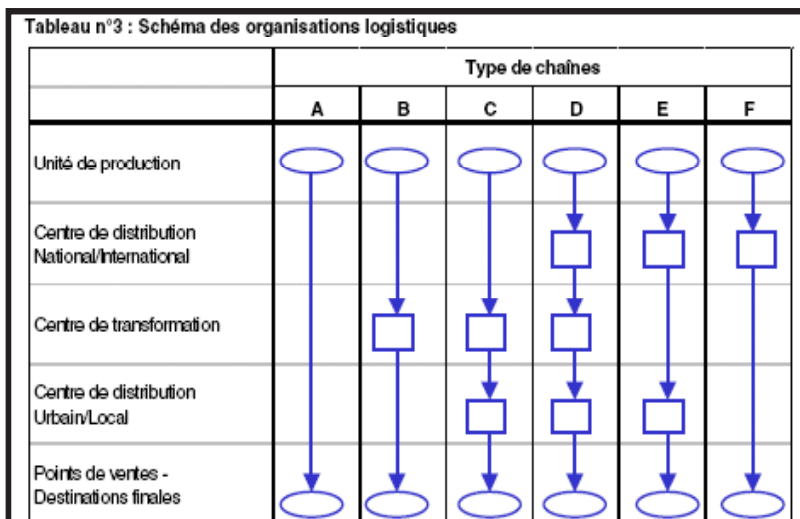 Tableau n°3 : Schéma des organisations logistiques
Type de chaînes
A B C D E F
Unité de production
Centre de distribution
National/International
Centre de transformation
Centre de distribution
Urbain/Local
Points de ventes -
Destinations finales